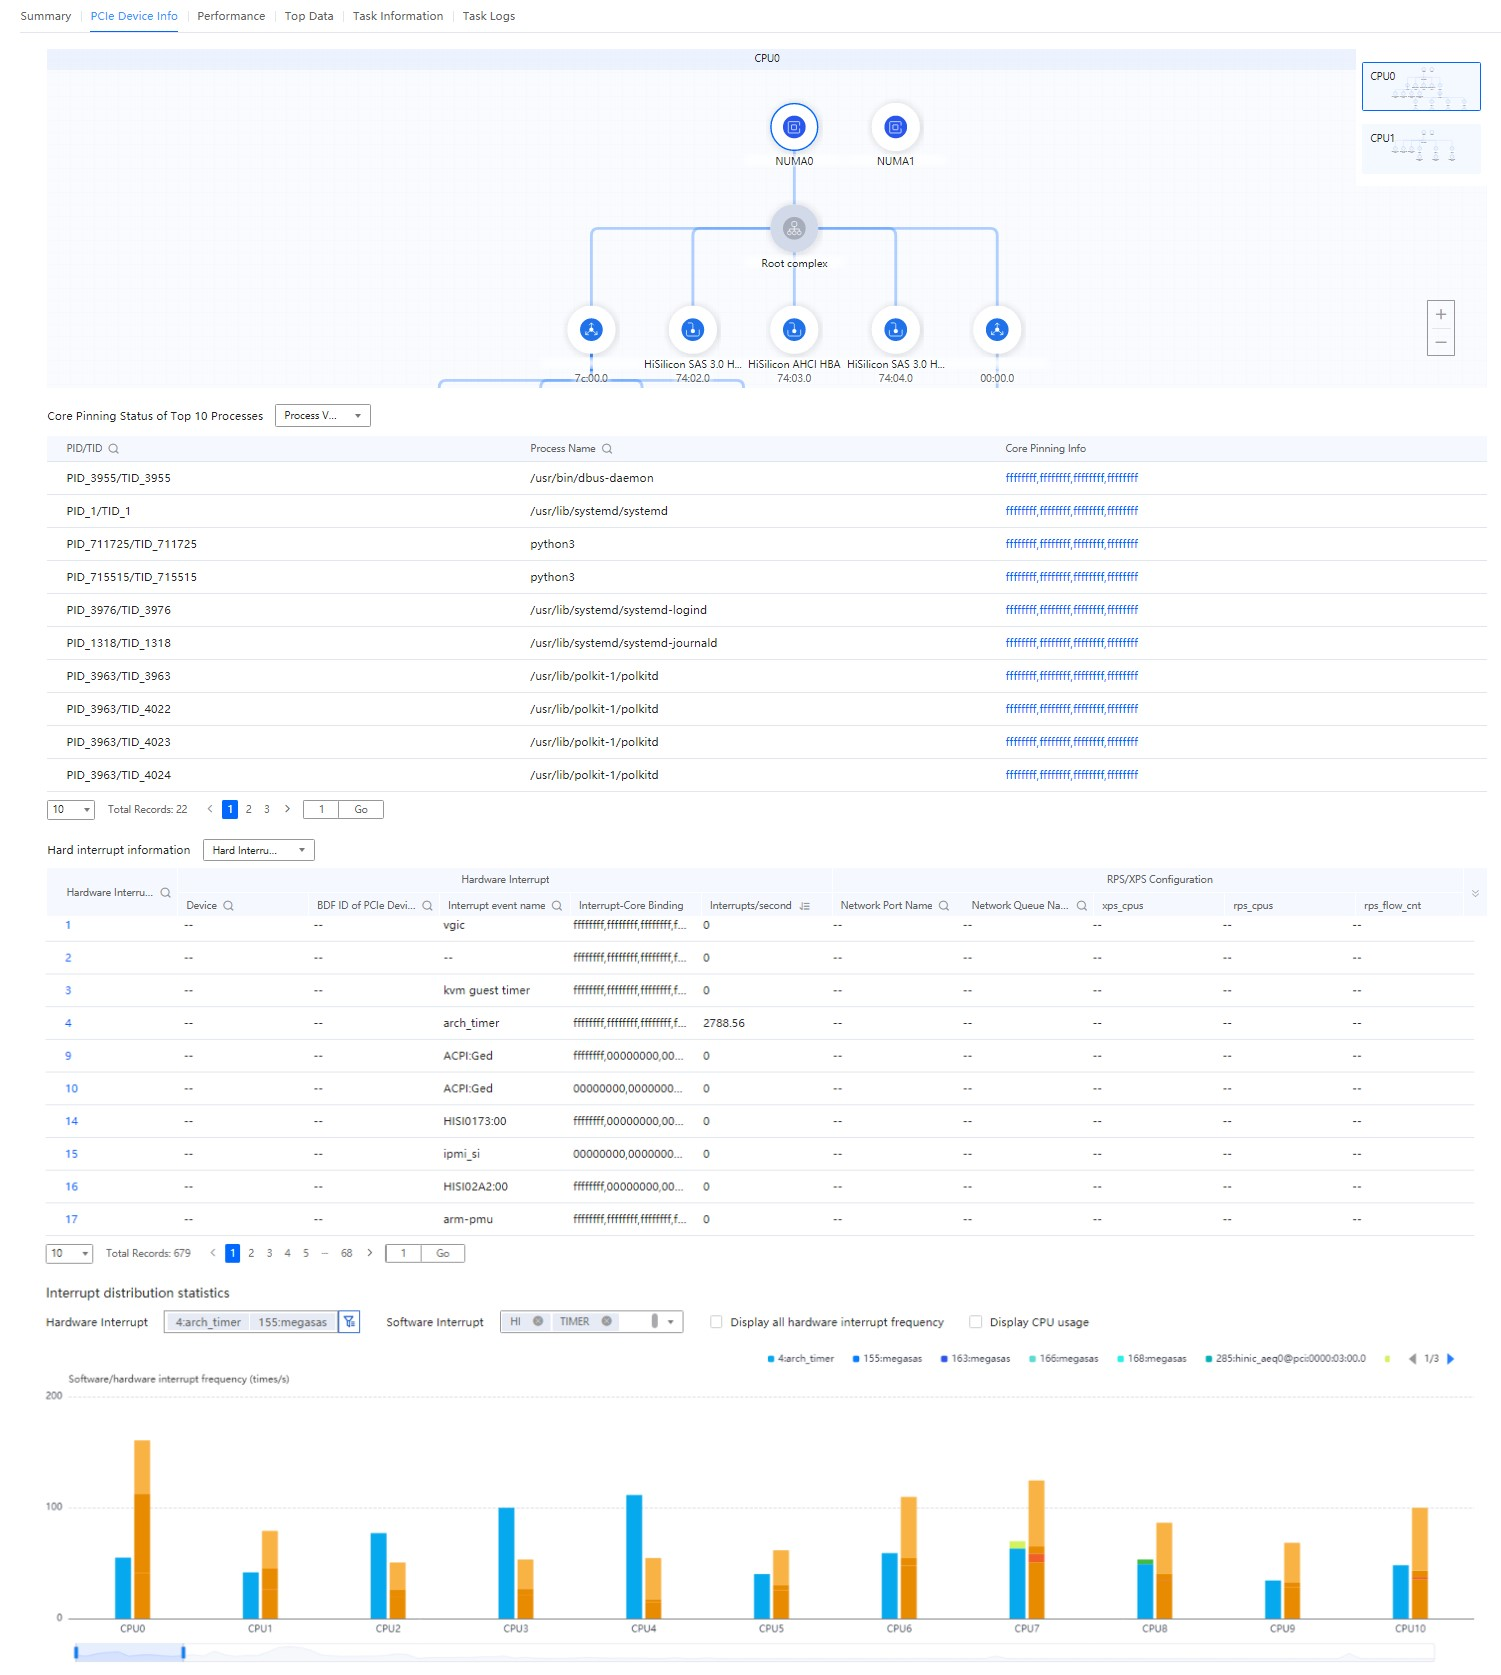 Summary PCIe Device Info Performance Top Data Task Information Task Logs
CPU0
CPU0
CPU1
NUMA0 NUMA1
Root complex
HiSilicon SAS 3.0 H... HiSilicon AHCI HBA HiSilicon SAS 3.0 H...
7c:00.0 74:02.0 74:03.0 74:04.0 00:00.0
Core Pinning Status of Top 10 Processes Process V...
PID/TID Process Name Core Pinning Info
PID_3955/TID_3955 /usr/bin/dbus-daemon ffffffff,ffffffff,ffffffff,ffffffff
PID_1/TID_1 /usr/lib/systemd/systemd ffffffff,ffffffff,ffffffff,ffffffff
PID_711725/TID_711725 python3 ffffffff,ffffffff,ffffffff,ffffffff
PID_715515/TID_715515 python3 ffffffff,ffffffff,ffffffff,ffffffff
PID_3976/TID_3976 /usr/lib/systemd/systemd-logind ffffffff,ffffffff,ffffffff,ffffffff
PID_1318/TID_1318 /usr/lib/systemd/systemd-journald ffffffff,ffffffff,ffffffff,ffffffff
PID_3963/TID_3963 /usr/lib/polkit-1/polkitd ffffffff,ffffffff,ffffffff,ffffffff
PID_3963/TID_4022 /usr/lib/polkit-1/polkitd ffffffff,ffffffff,ffffffff,ffffffff
PID_3963/TID_4023 /usr/lib/polkit-1/polkitd ffffffff,ffffffff,ffffffff,ffffffff
PID_3963/TID_4024 /usr/lib/polkit-1/polkitd ffffffff,ffffffff,ffffffff,ffffffff
10 Total Records: 22 < 1 2 3 > 1 Go
Hard interrupt information Hard Interru...
Hardware Interrupt RPS/XPS Configuration
Hardware Interru... Device BDF ID of PCIe Devi... Interrupt event name Interrupt-Core Binding Interrupts/second Network Port Name Network Queue Na... xps_cpus rps_cpus rps_flow_cnt
1 -- -- vgic ffffffff,ffffffff,ffffffff,f... 0 -- -- -- -- --
2 -- -- -- ffffffff,ffffffff,ffffffff,f... 0 -- -- -- -- --
3 -- -- kvm guest timer ffffffff,ffffffff,ffffffff,f... 0 -- -- -- -- --
4 -- -- arch_timer ffffffff,ffffffff,ffffffff,f... 2788.56 -- -- -- -- --
9 -- -- ACPI:Ged ffffffff,00000000,00... 0 -- -- -- -- --
10 -- -- ACPI:Ged 00000000,0000000... 0 -- -- -- -- --
14 -- -- HISI0173:00 ffffffff,00000000,00... 0 -- -- -- -- --
15 -- -- ipmi_si 00000000,0000000... 0 -- -- -- -- --
16 -- -- HISI02A2:00 ffffffff,00000000,00... 0 -- -- -- -- --
17 -- -- arm-pmu ffffffff,ffffffff,ffffffff,f... 0 -- -- -- -- --
10 Total Records: 679 < 1 2 3 4 5 – 68 > 1 Go
Interrupt distribution statistics
Hardware Interrupt 4:arch_timer 155:megasas Software Interrupt HI TIMER Display all hardware interrupt frequency Display CPU usage
4:arch_timer 155:megasas 163:megasas 166:megasas 168:megasas 285:hinic_aeq0@pci:0000:03:00.0 1/3
Software/hardware interrupt frequency (times/s)
200
100
0
CPU0 CPU1 CPU2 CPU3 CPU4 CPU5 CPU6 CPU7 CPU8 CPU9 CPU10